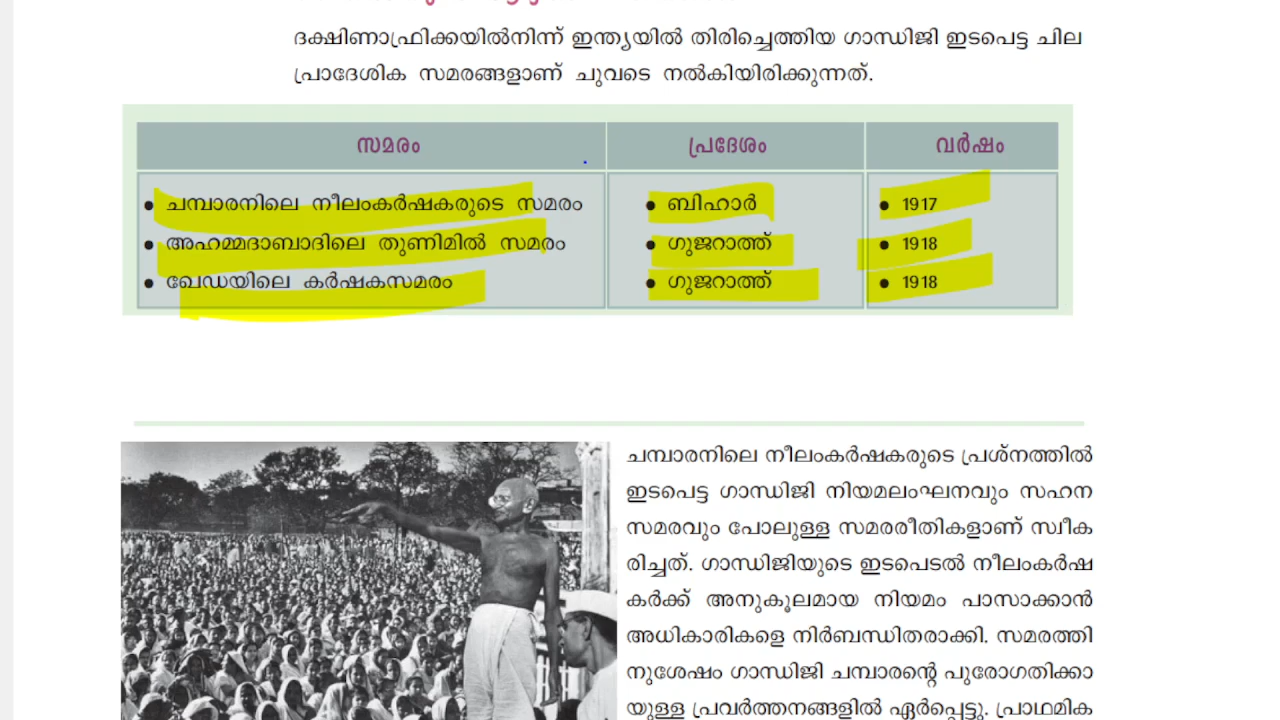 ദക്ഷിണാഫ്രിക്കയിൽനിന്ന് ഇന്ത്യയിൽ തിരിച്ചെത്തിയ ഗാന്ധിജി ഇടപെട്ട ചില
പ്രാദേശിക സമരങ്ങളാണ് ചുവടെ നൽകിയിരിക്കുന്നത്.
സമരം പ്രദേശം വർഷം
• ചമ്പാരനിലെ നീലംകർഷകരുടെ സമരം • ബിഹാർ • 1917
• അഹമ്മദാബാദിലെ തുണിമിൽ സമരം • ഗുജറാത്ത് • 1918
• ഖേഡയിലെ കർഷകസമരം • ഗുജറാത്ത് • 1918
ചമ്പാരനിലെ നീലംകർഷകരുടെ പ്രശ്നത്തിൽ
ഇടപെട്ട ഗാന്ധിജി നിയമലംഘനവും സഹന
സമരവും പോലുള്ള സമരരീതികളാണ് സ്വീക
രിച്ചത്. ഗാന്ധിജിയുടെ ഇടപെടൽ നീലംകർഷ
കർക്ക് അനുകൂലമായ നിയമം പാസാക്കാൻ
അധികാരികളെ നിർബന്ധിതരാക്കി. സമരത്തി
നുശേഷം ഗാന്ധിജി ചമ്പാരന്റെ പുരോഗതിക്കാ
യുള്ള പ്രവർത്തനങ്ങളിൽ ഏർപ്പെട്ടു. പ്രാഥമിക